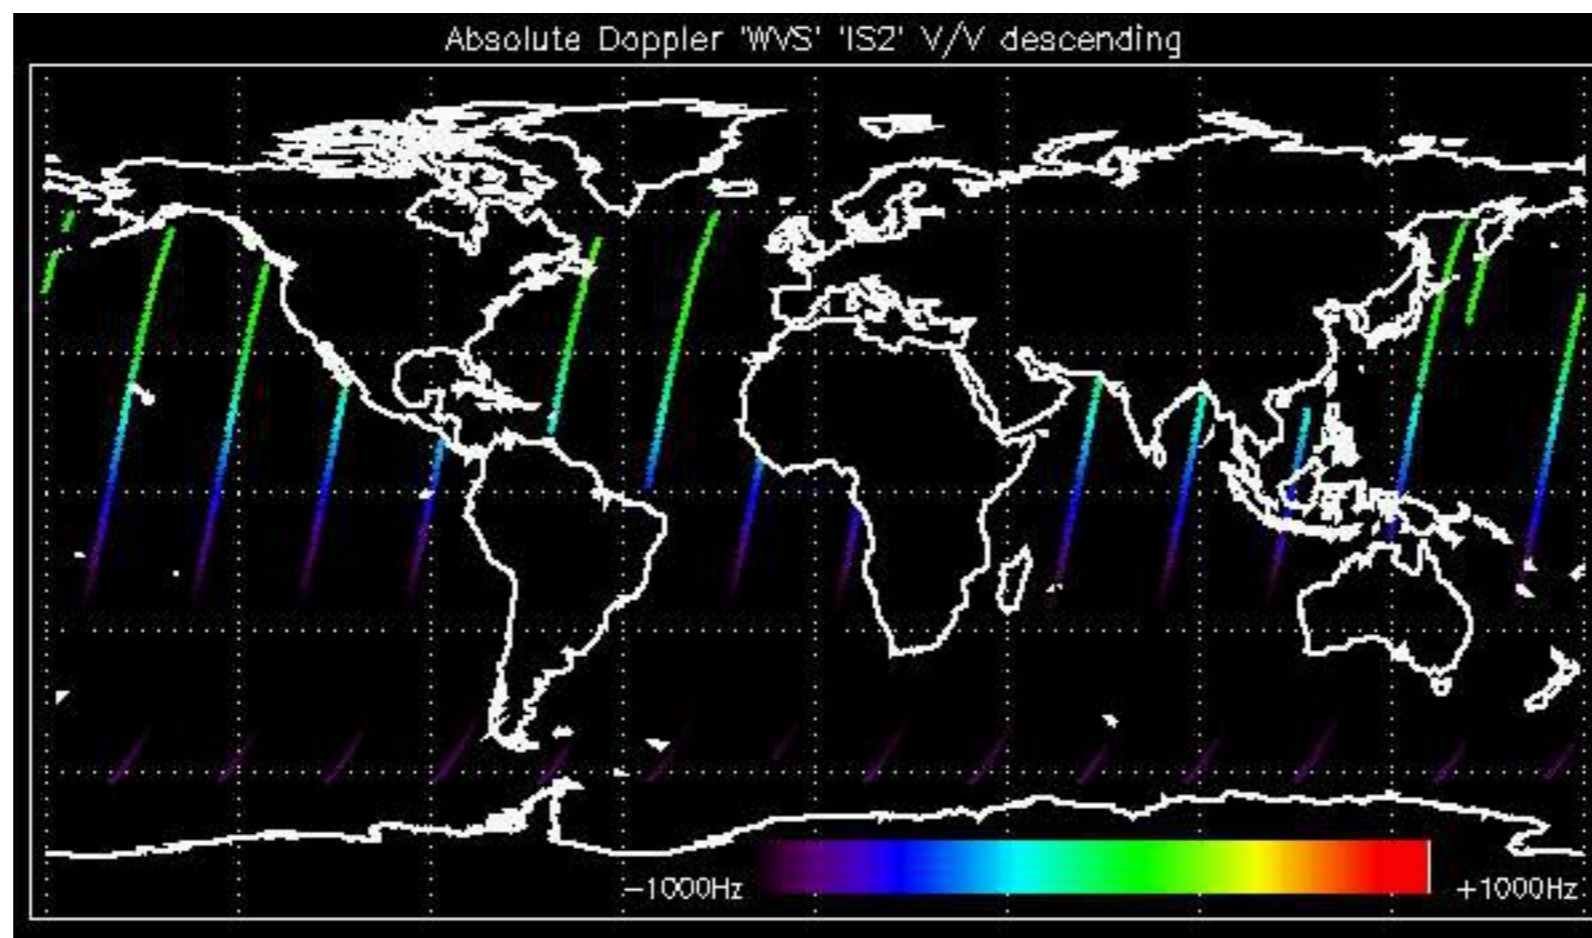 Absolute Doppler 'WVS' 'IS2' V/V descending
−1000Hz +1000Hz